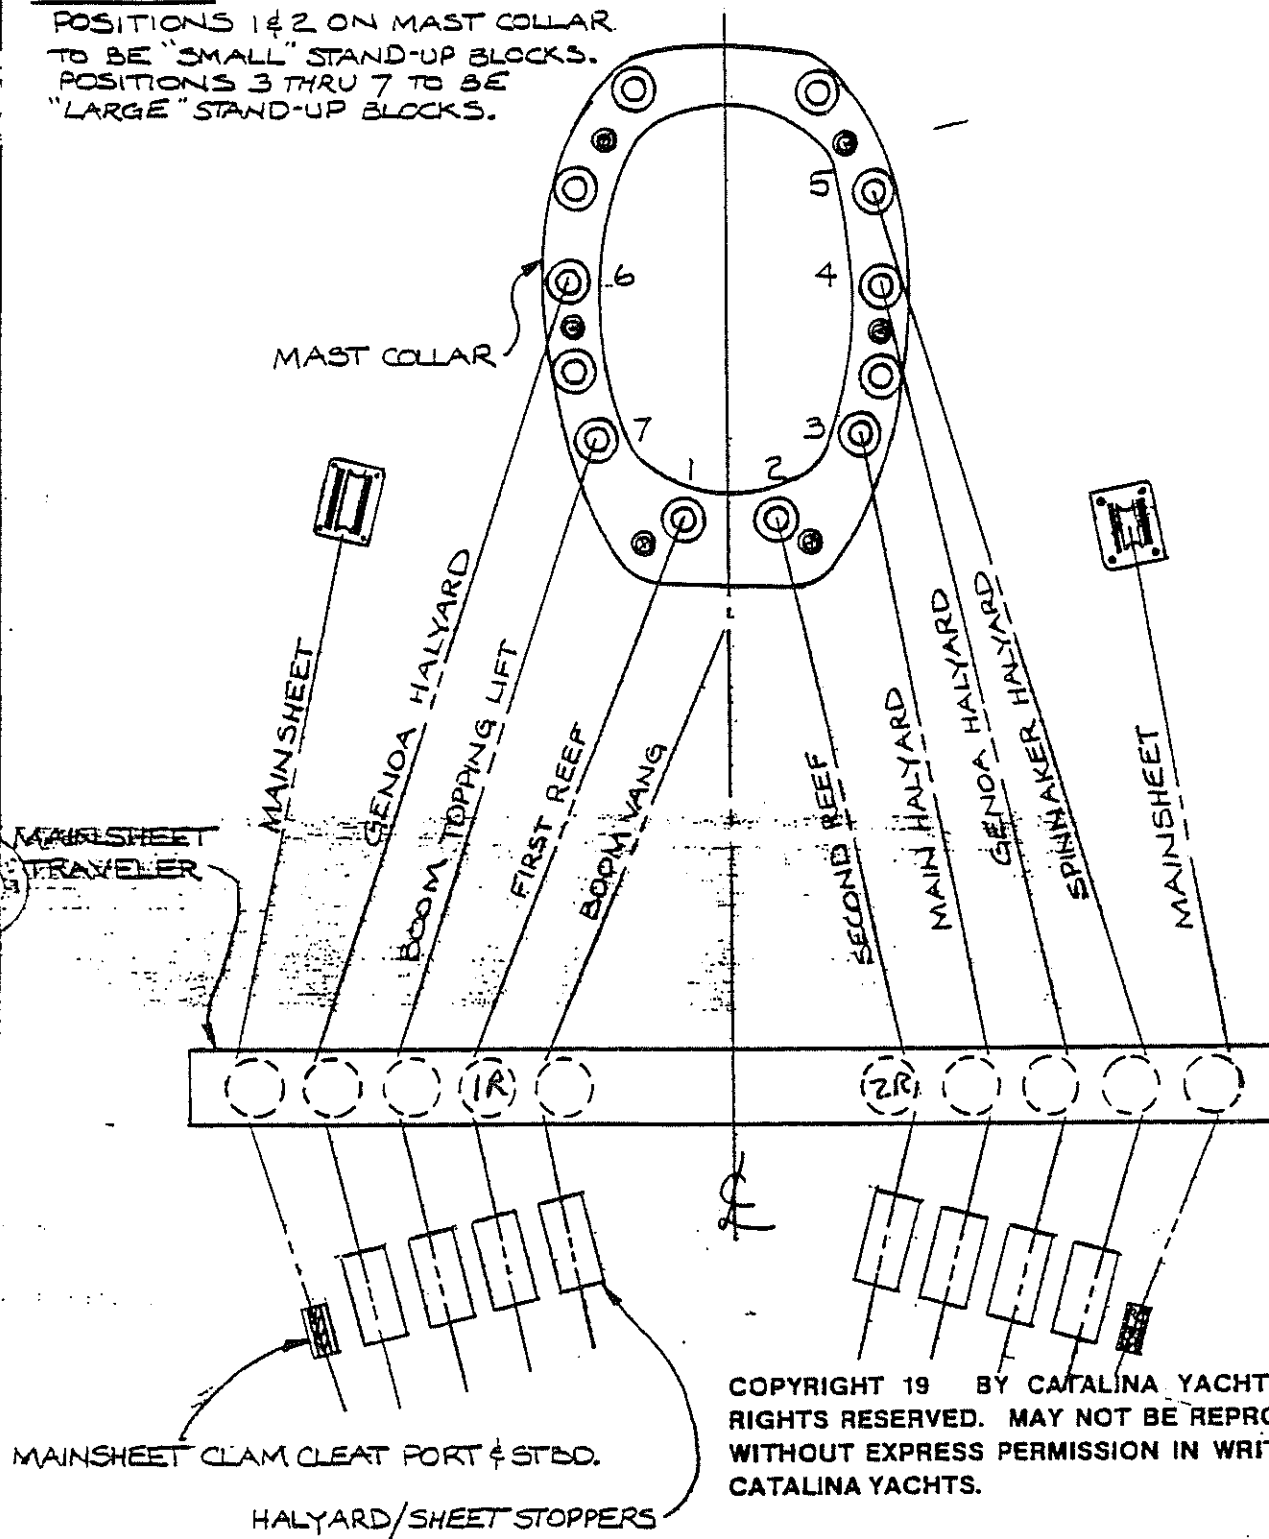 POSITIONS 1 & 2 ON MAST COLLAR
TO BE "SMALL" STAND-UP BLOCKS.
POSITIONS 3 THRU 7 TO BE
"LARGE" STAND-UP BLOCKS.
5
6
4
MAST COLLAR
7
3
1
2
MAINSHEET
GENOA HALYARD
BOOM TOPPING LIFT
FIRST REEF
BOOM VANG
SECOND REEF
MAIN HALYARD
GENOA HALYARD
SPINNAKER HALYARD
MAINSHEET
MAINSHEET
TRAVELER
1R
2R
℄
MAINSHEET CLAM CLEAT PORT & STBD.
HALYARD/SHEET STOPPERS
COPYRIGHT 19 BY CATALINA YACHT
RIGHTS RESERVED. MAY NOT BE REPRO
WITHOUT EXPRESS PERMISSION IN WRIT
CATALINA YACHTS.